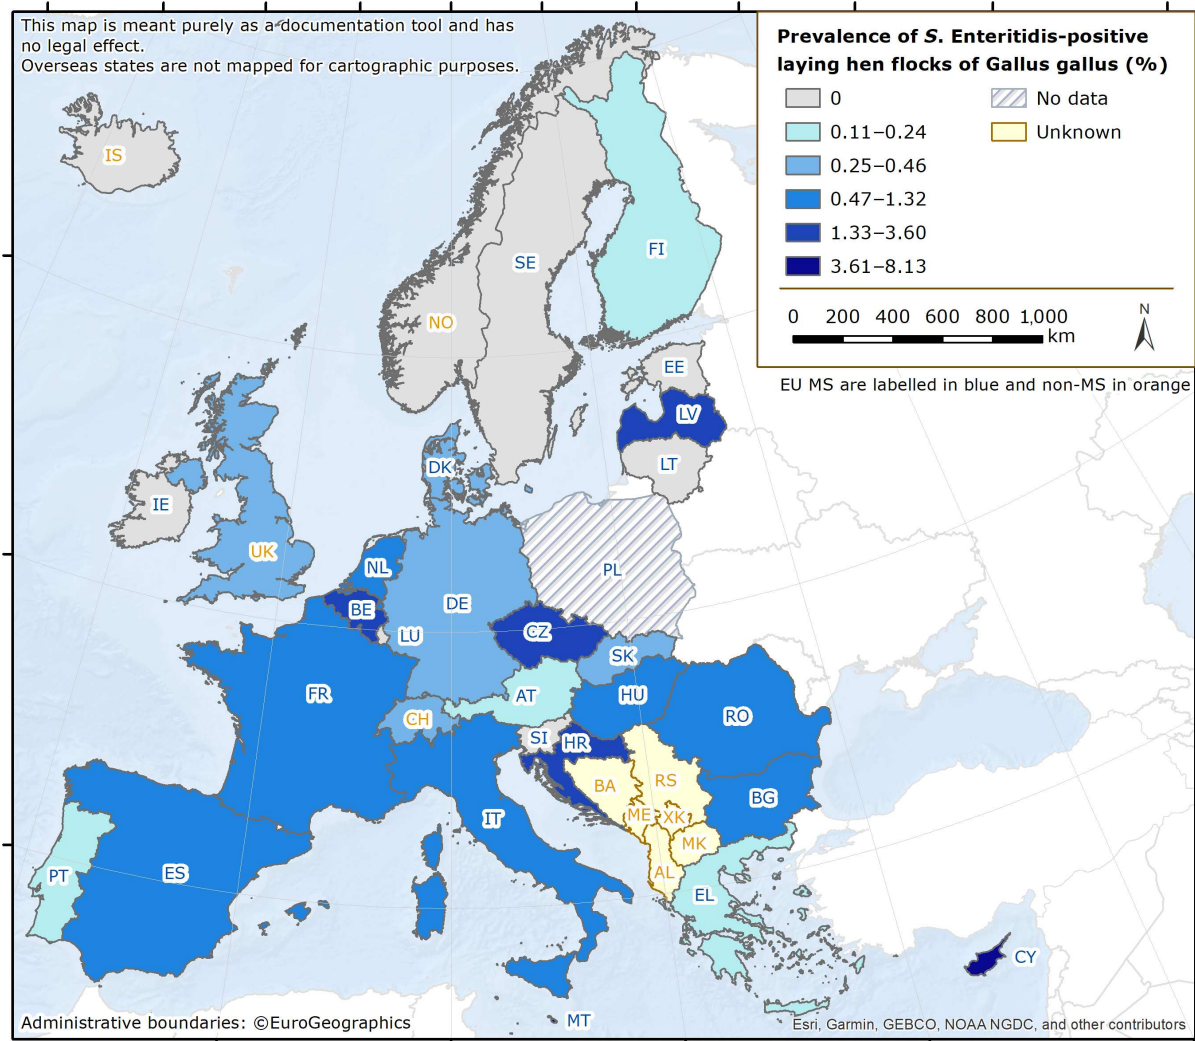 This map is meant purely as a documentation tool and has
no legal effect.
Overseas states are not mapped for cartographic purposes.
Prevalence of S. Enteritidis-positive
laying hen flocks of Gallus gallus (%)
0
No data
0.11–0.24
Unknown
0.25–0.46
0.47–1.32
1.33–3.60
3.61–8.13
0 200 400 600 800 1,000
km
N
EU MS are labelled in blue and non-MS in orange
IS
FI
SE
NO
EE
LV
LT
DK
IE
UK
NL
PL
BE
DE
LU
CZ
SK
FR
AT
HU
CH
RO
SI
HR
BA
RS
BG
ME
XK
IT
MK
ES
PT
AL
EL
CY
MT
Administrative boundaries: ©EuroGeographics
Esri, Garmin, GEBCO, NOAA NGDC, and other contributors